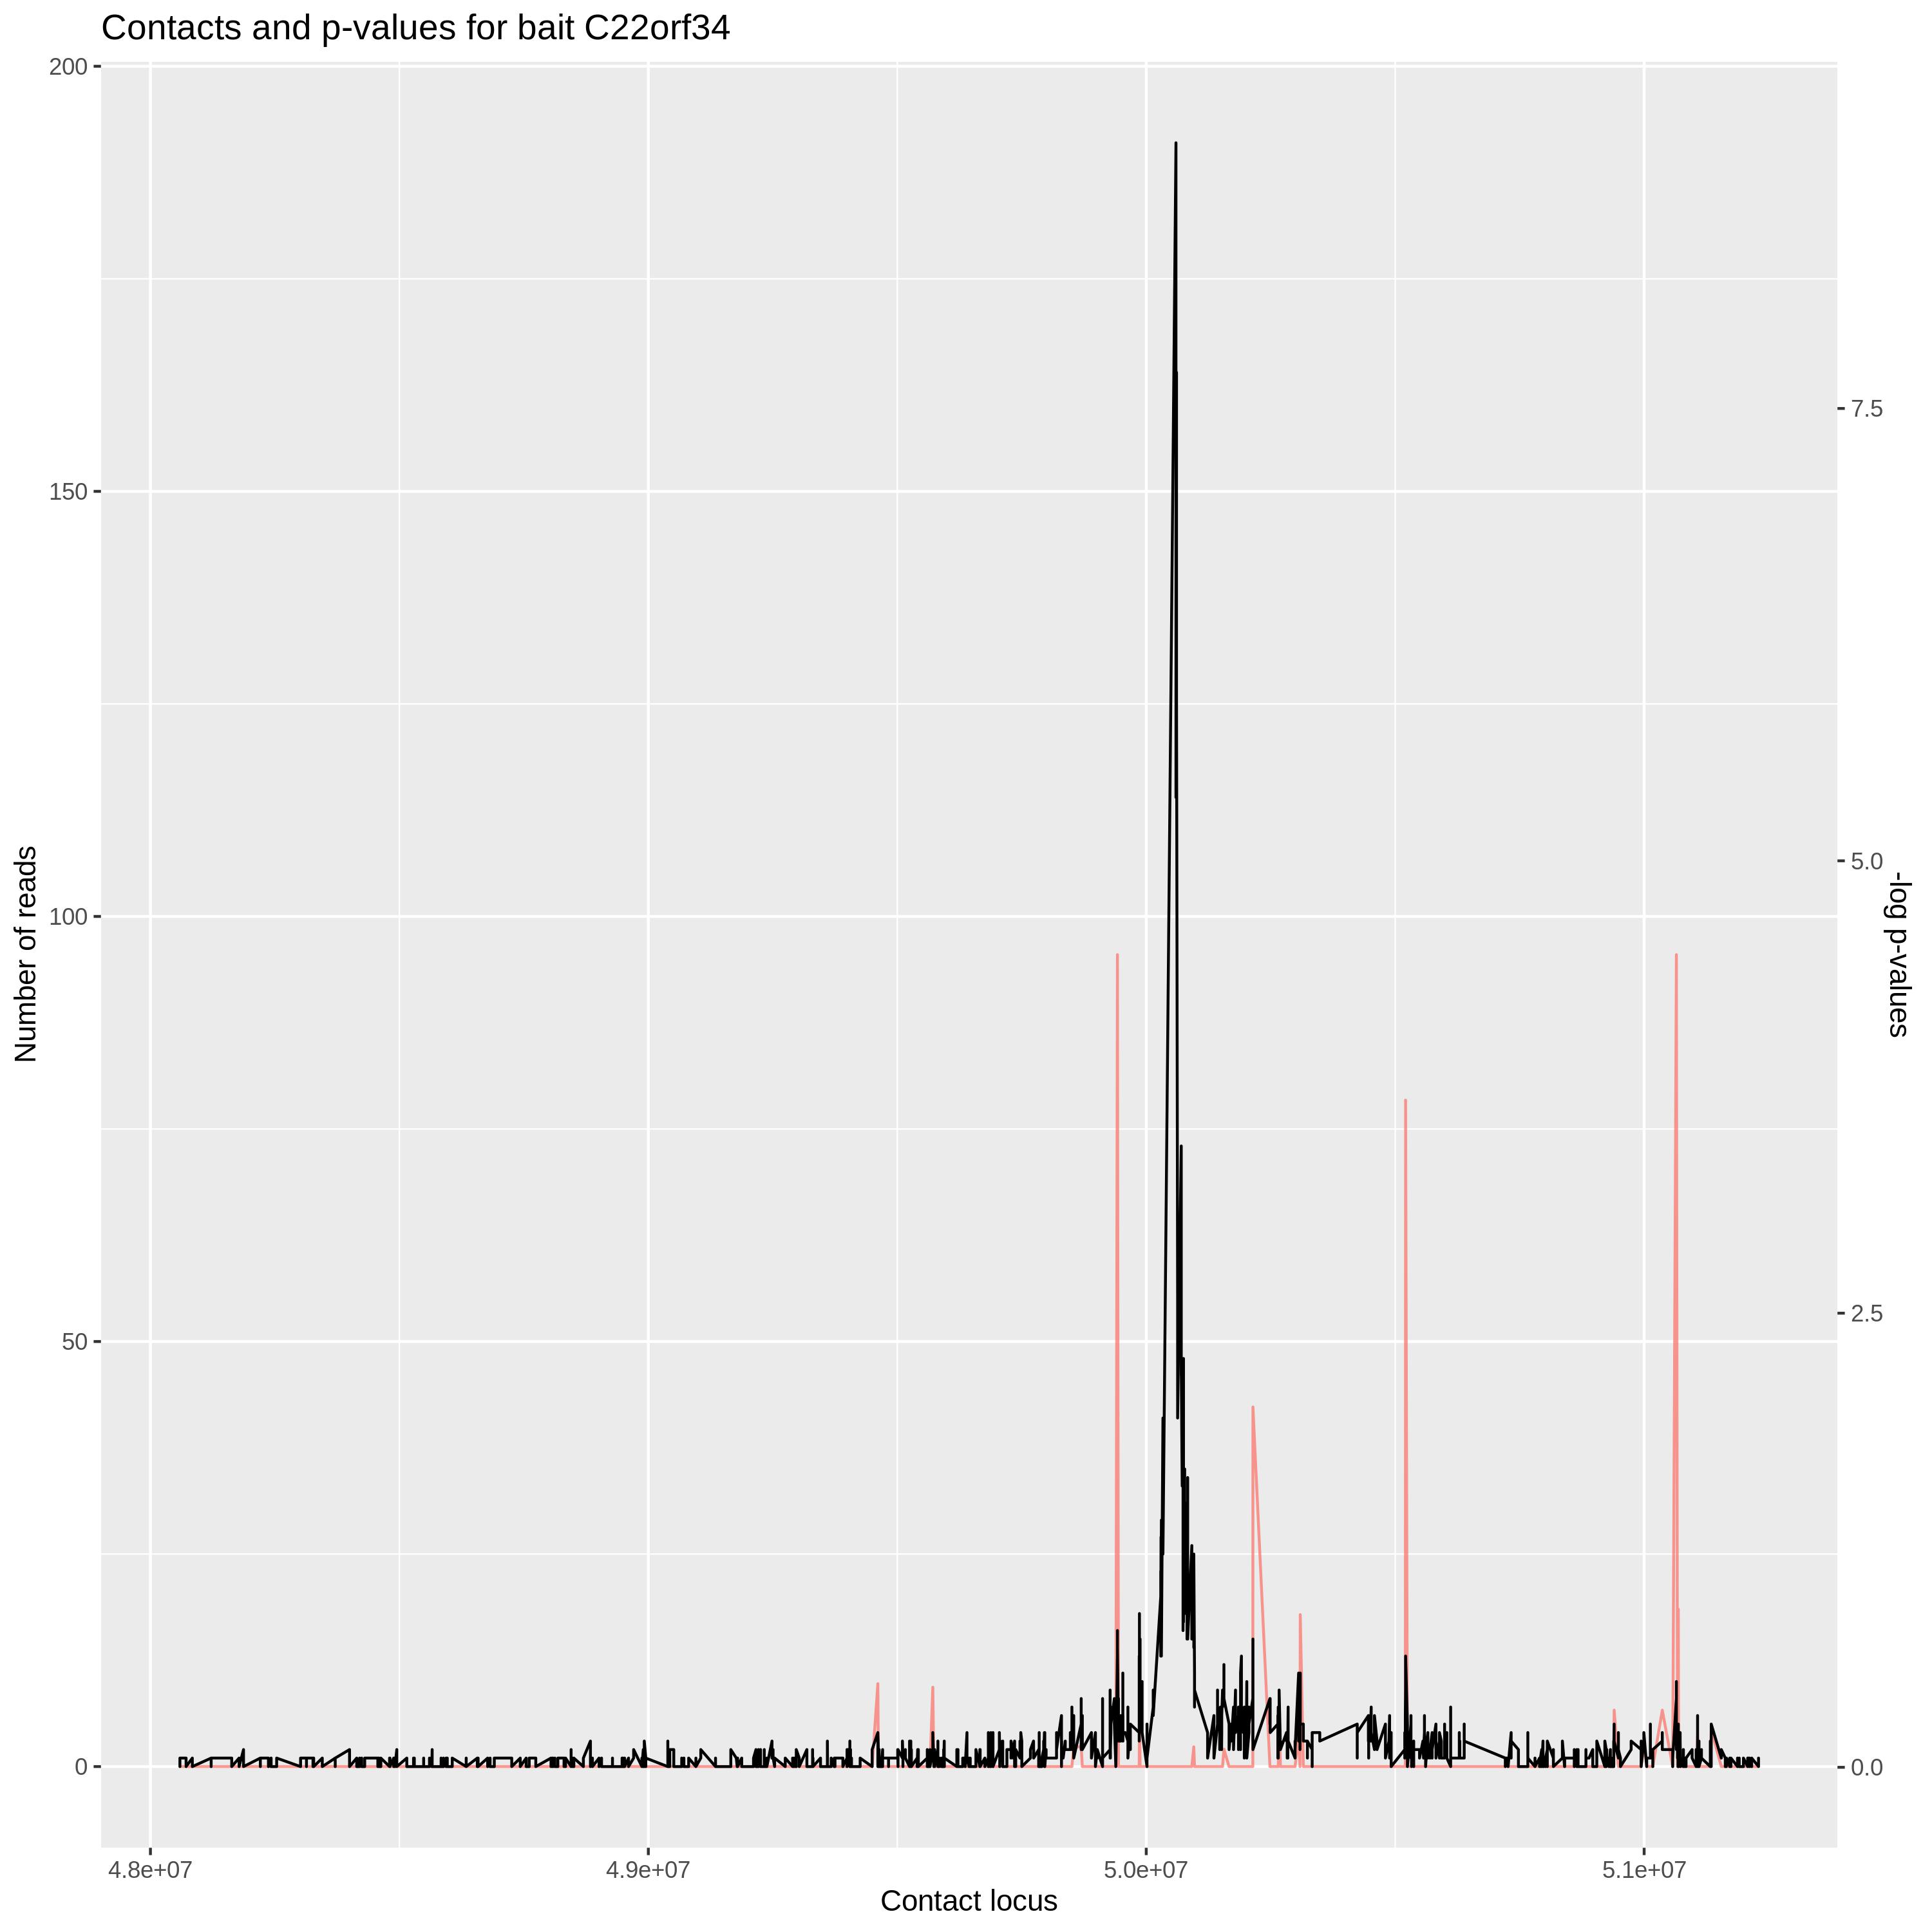 Contacts and p-values for bait C22orf34
200
150
100
50
0
Number of reads
7.5
5.0
2.5
0.0
-log p-values
4.8e+07
4.9e+07
5.0e+07
5.1e+07
Contact locus